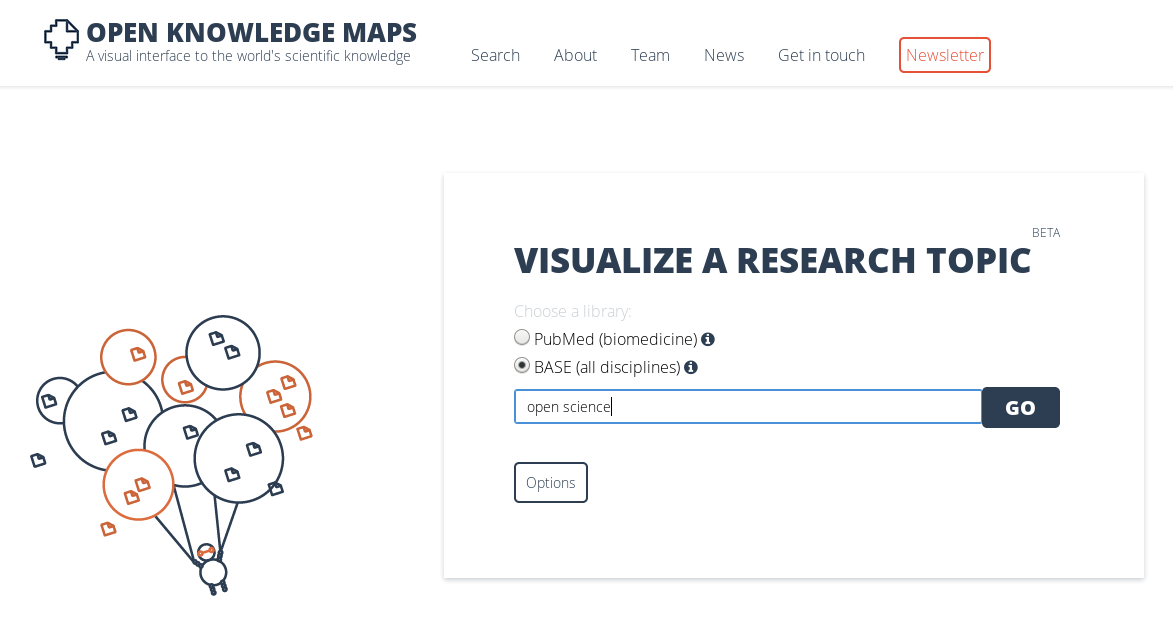 OPEN KNOWLEDGE MAPS
A visual interface to the world's scientific knowledge
Search About Team News Get in touch Newsletter
BETA
VISUALIZE A RESEARCH TOPIC
Choose a library:
PubMed (biomedicine)
BASE (all disciplines)
open science GO
Options